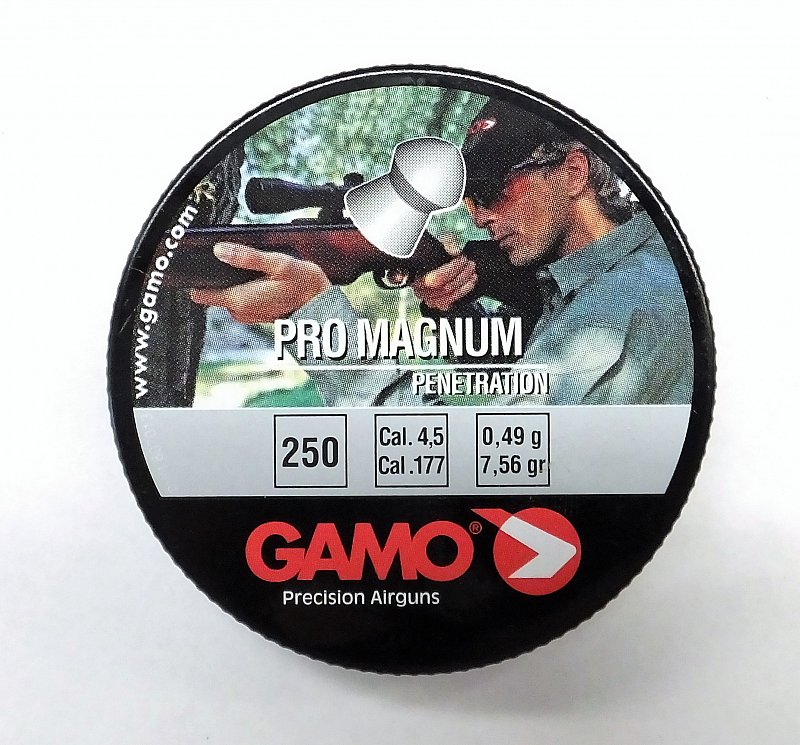 www.gamo.com
PRO MAGNUM
PENETRATION
250
Cal. 4,5
Cal .177
0,49 g
7,56 gr
GAMO®
Precision Airguns